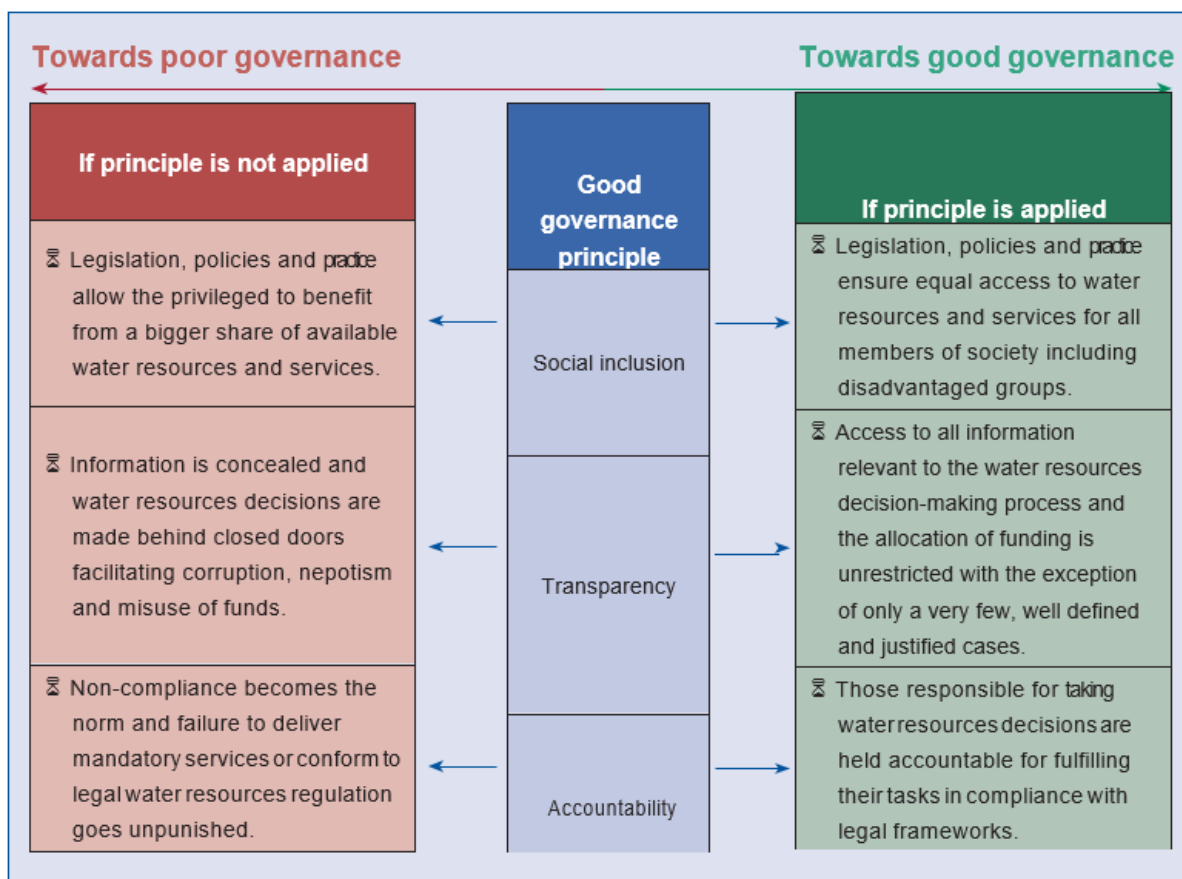 Towards poor governance
Towards good governance
If principle is not applied
Good
governance
principle
If principle is applied
Legislation, policies and practice
allow the privileged to benefit
from a bigger share of available
water resources and services.
Social inclusion
Legislation, policies and practice
ensure equal access to water
resources and services for all
members of society including
disadvantaged groups.
Information is concealed and
water resources decisions are
made behind closed doors
facilitating corruption, nepotism
and misuse of funds.
Transparency
Access to all information
relevant to the water resources
decision-making process and
the allocation of funding is
unrestricted with the exception
of only a very few, well defined
and justified cases.
Non-compliance becomes the
norm and failure to deliver
mandatory services or conform to
legal water resources regulation
goes unpunished.
Accountability
Those responsible for taking
water resources decisions are
held accountable for fulfilling
their tasks in compliance with
legal frameworks.